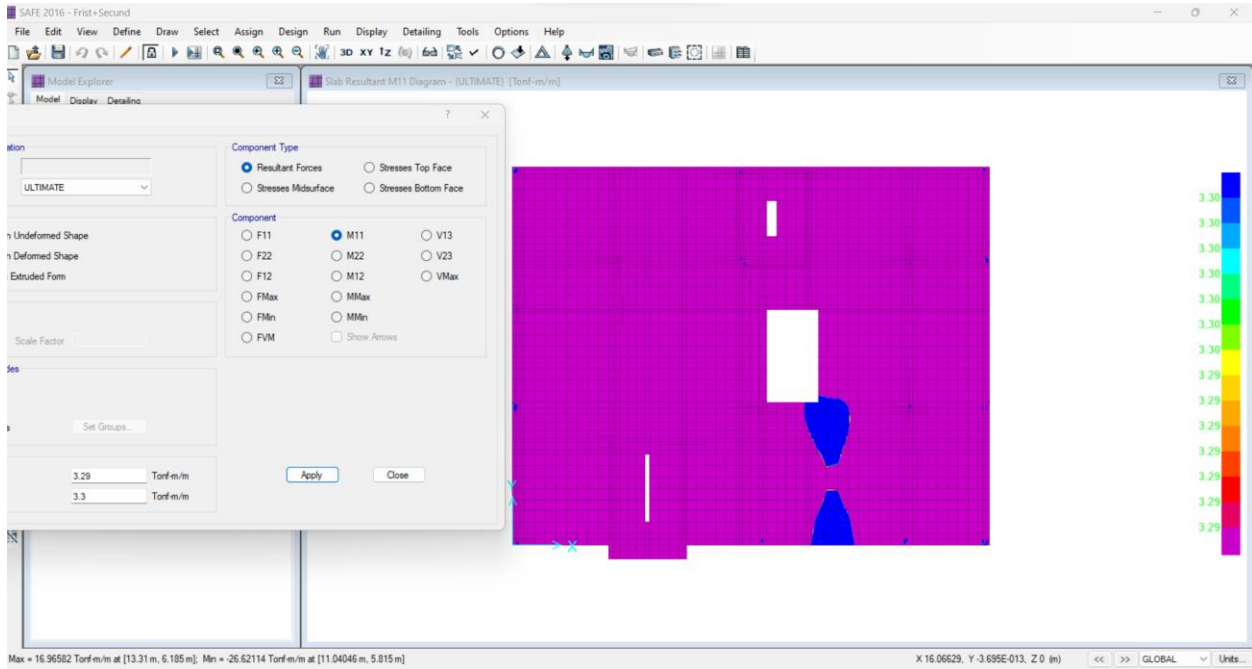 SAFE 2016 - Frist+Secund
File Edit View Define Draw Select Assign Design Run Display Detailing Tools Options Help
3D XY
Model Explorer
Model Display Detailing
Slab Resultant M11 Diagram - (ULTIMATE) [Tonf-m/m]
?
ULTIMATE
Undeformed Shape
Deformed Shape
Extruded Form
Scale Factor
Set Groups...
3.29 Tonf-m/m
3.3 Tonf-m/m
Component Type
Resultant Forces Stresses Top Face
Stresses Midsurface Stresses Bottom Face
Component
F11 M11 V13
F22 M22 V23
F12 M12 VMax
FMax MMax
FMin MMin
FVM Show Arrows
Apply Close
Y
X
3.30
3.30
3.30
3.30
3.30
3.30
3.30
3.29
3.29
3.29
3.29
3.29
3.29
3.29
Max = 16.96582 Tonf-m/m at [13.31 m, 6.185 m]; Min = -26.62114 Tonf-m/m at [11.04046 m, 5.815 m]
X 16.06629, Y -3.695E-013, Z 0 (m) << >> GLOBAL Units...